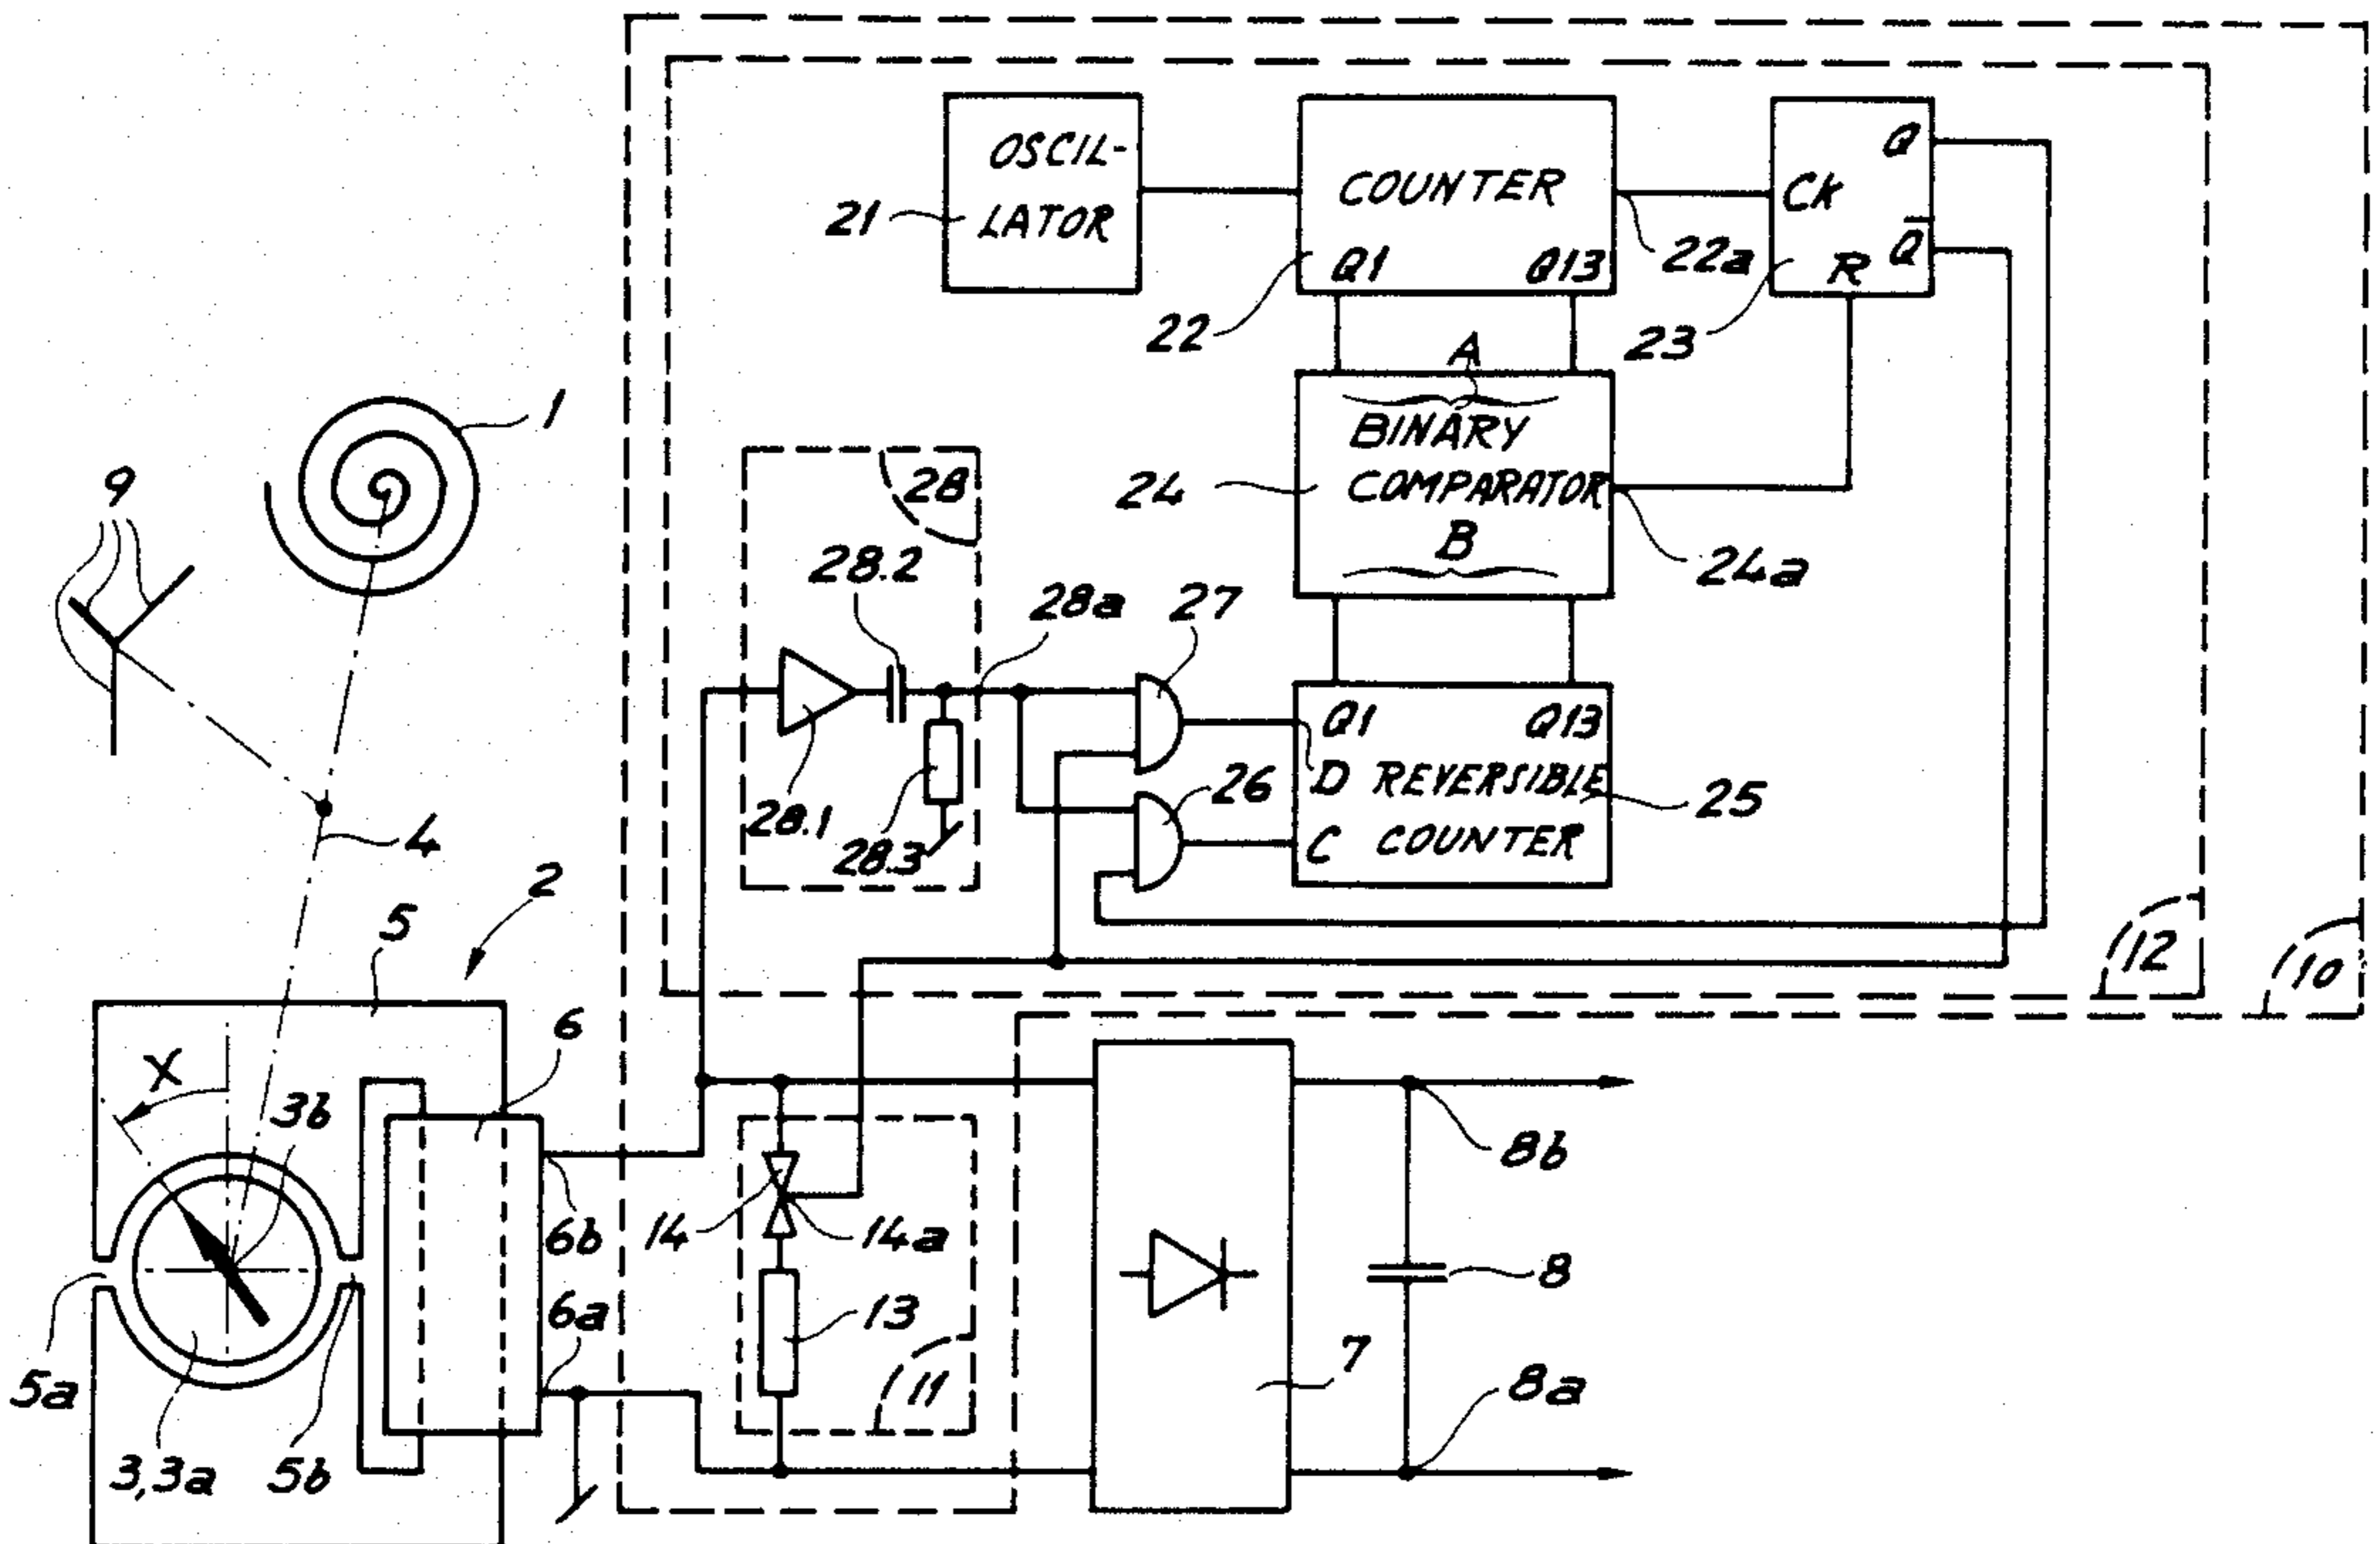 OSCIL-
LATOR
21
COUNTER
Q1 Q13
22
22a
CK
Q
Q̅
R
23
A
BINARY
COMPARATOR
B
24
24a
1
9
28
28.2
28a
27
28.1
28.3
Q1 Q13
D REVERSIBLE
C COUNTER
26
25
4
2
5
12
10
6
X
3b
6b
14
14a
8b
8
6a
13
7
11
5a
3,3a
5b
8a